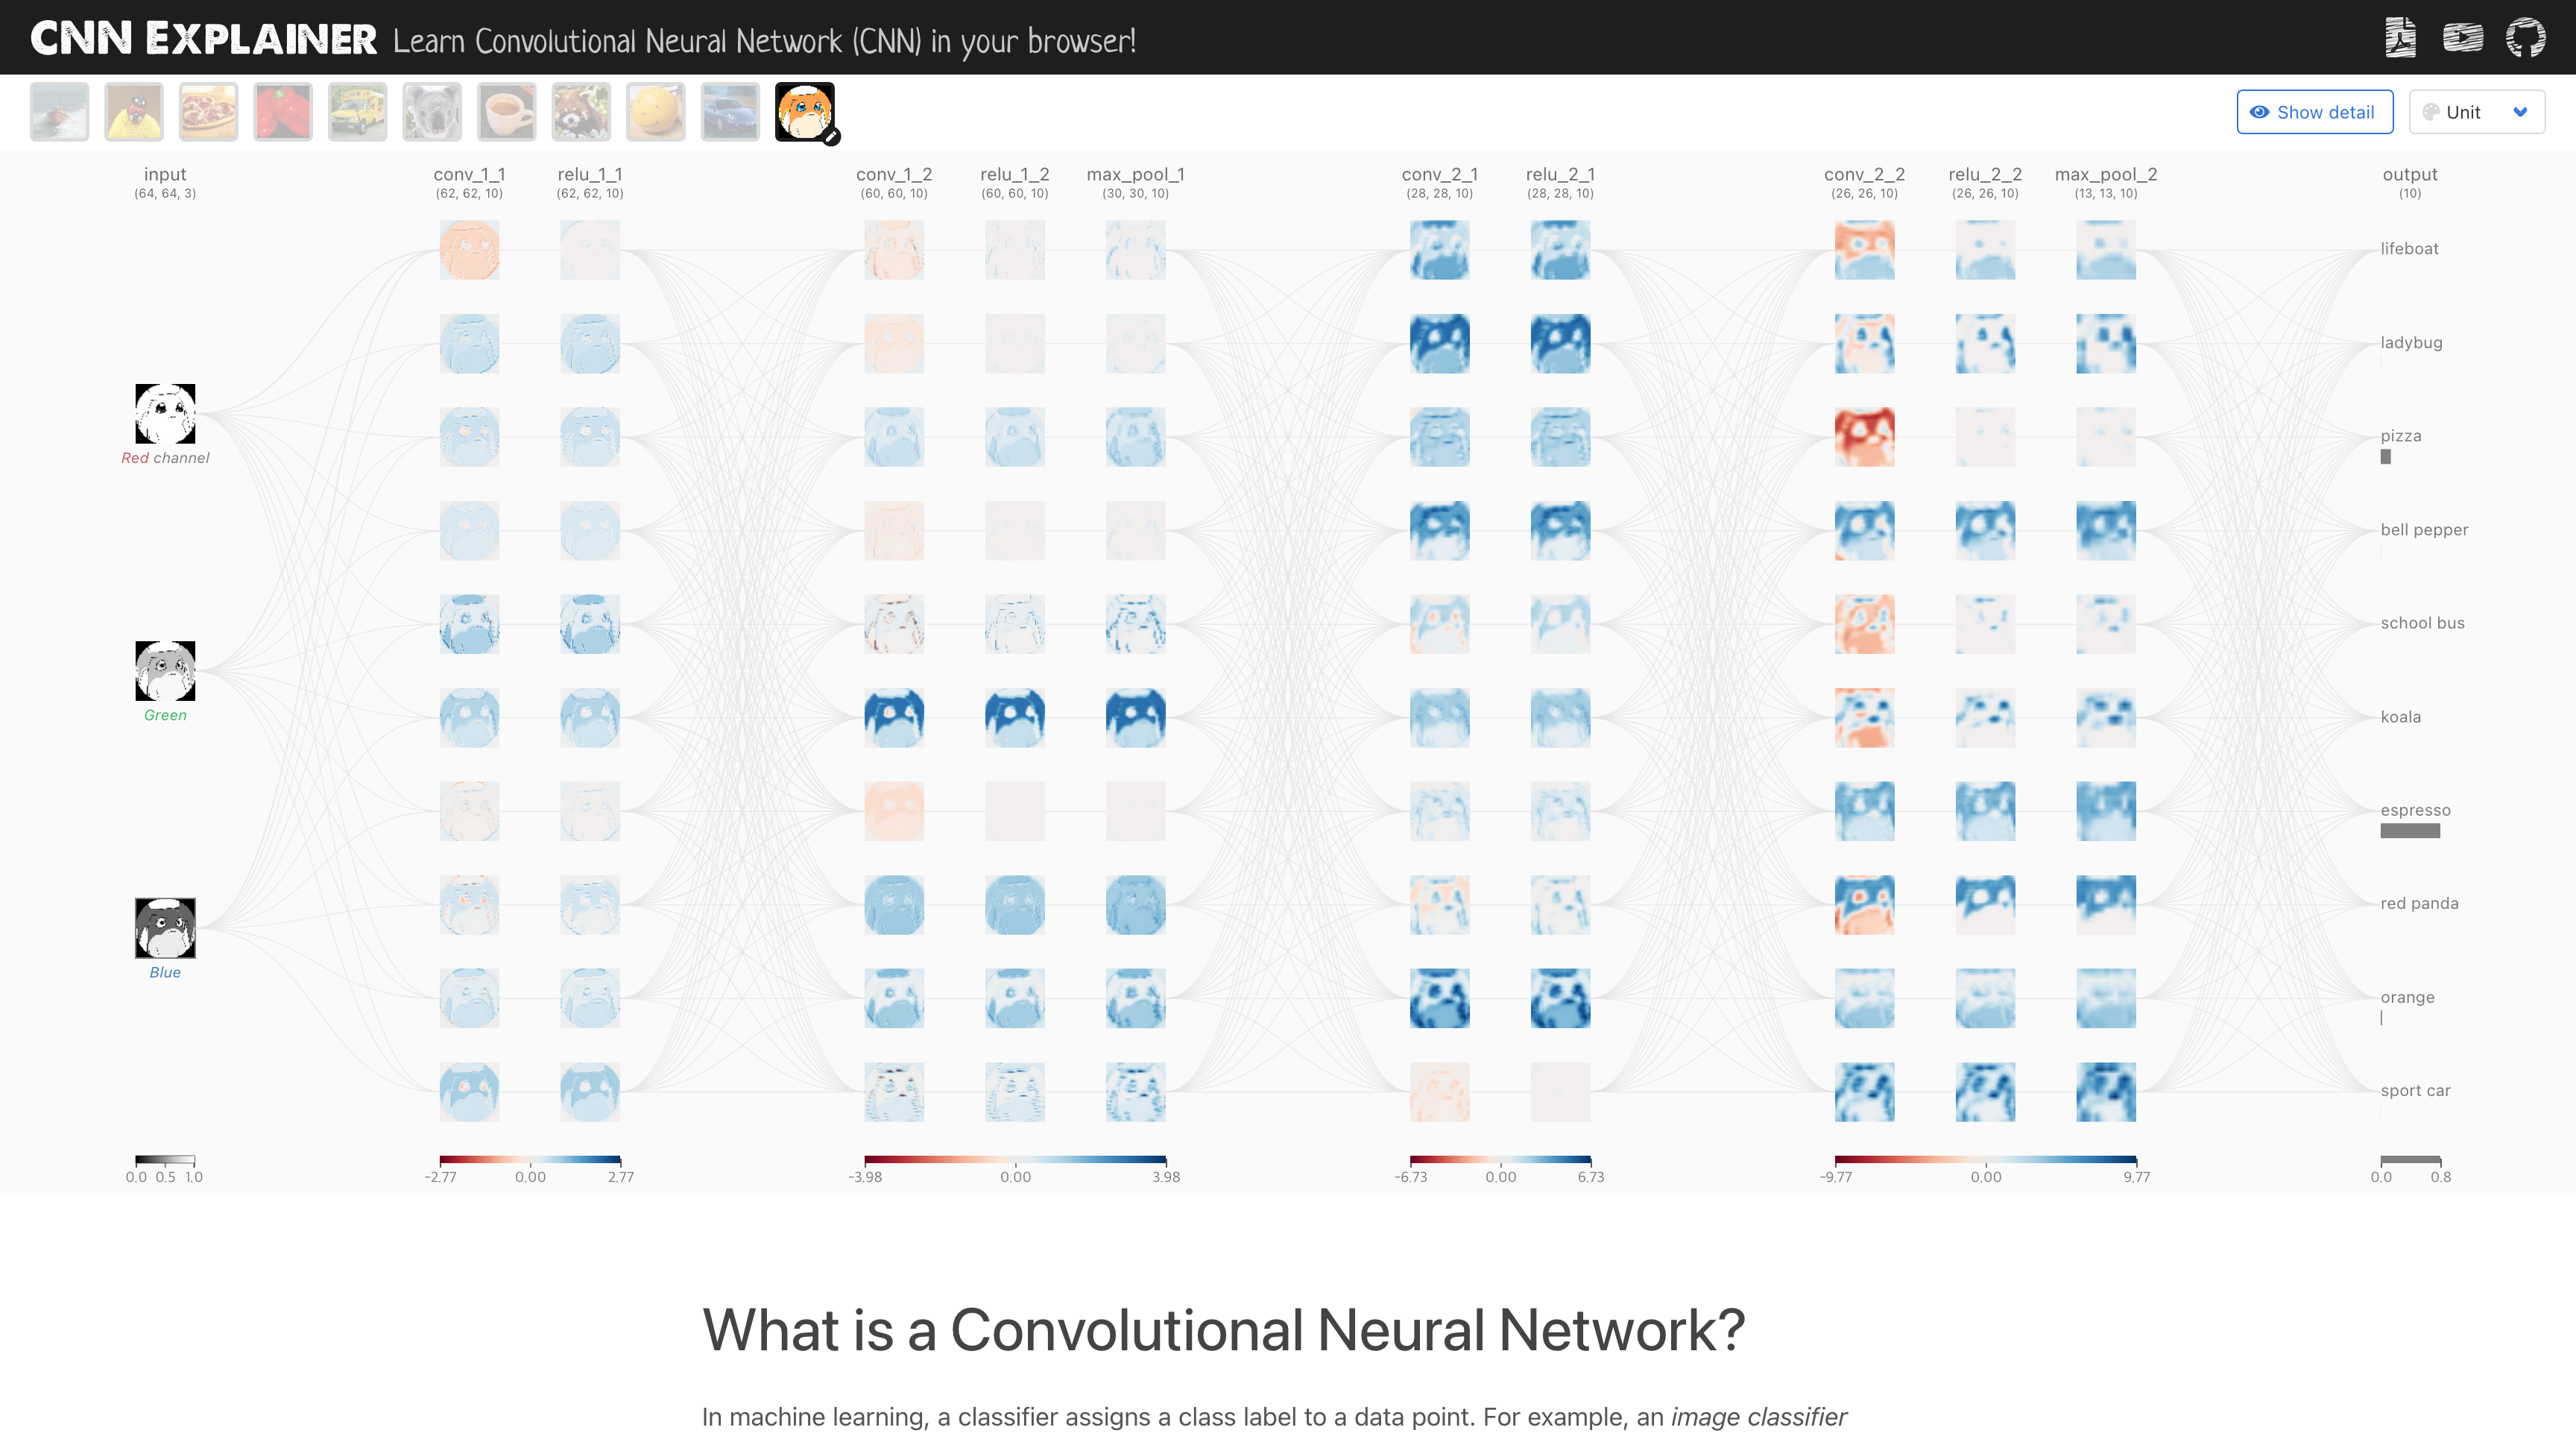 CNN EXPLAINER Learn Convolutional Neural Network (CNN) in your browser!
Show detail
Unit
input conv_1_1 relu_1_1 conv_1_2 relu_1_2 max_pool_1 conv_2_1 relu_2_1 conv_2_2 relu_2_2 max_pool_2 output
(64, 64, 3) (62, 62, 10) (62, 62, 10) (60, 60, 10) (60, 60, 10) (30, 30, 10) (28, 28, 10) (28, 28, 10) (26, 26, 10) (26, 26, 10) (13, 13, 10) (10)
lifeboat
ladybug
pizza
Red channel
bell pepper
school bus
Green
koala
espresso
red panda
Blue
orange
sport car
0.0 0.5 1.0 -2.77 0.00 2.77 -3.98 0.00 3.98 -6.73 0.00 6.73 -9.77 0.00 9.77 0.0 0.8
What is a Convolutional Neural Network?
In machine learning, a classifier assigns a class label to a data point. For example, an image classifier